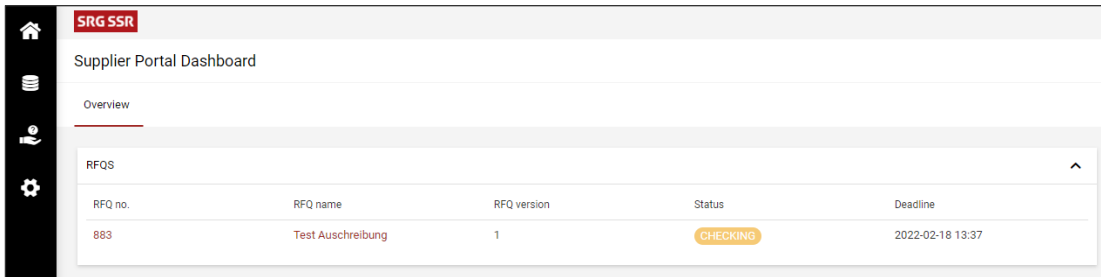 SRG SSR
Supplier Portal Dashboard
Overview
RFQS
RFQ no. RFQ name RFQ version Status Deadline
883 Test Auschreibung 1 CHECKING 2022-02-18 13:37